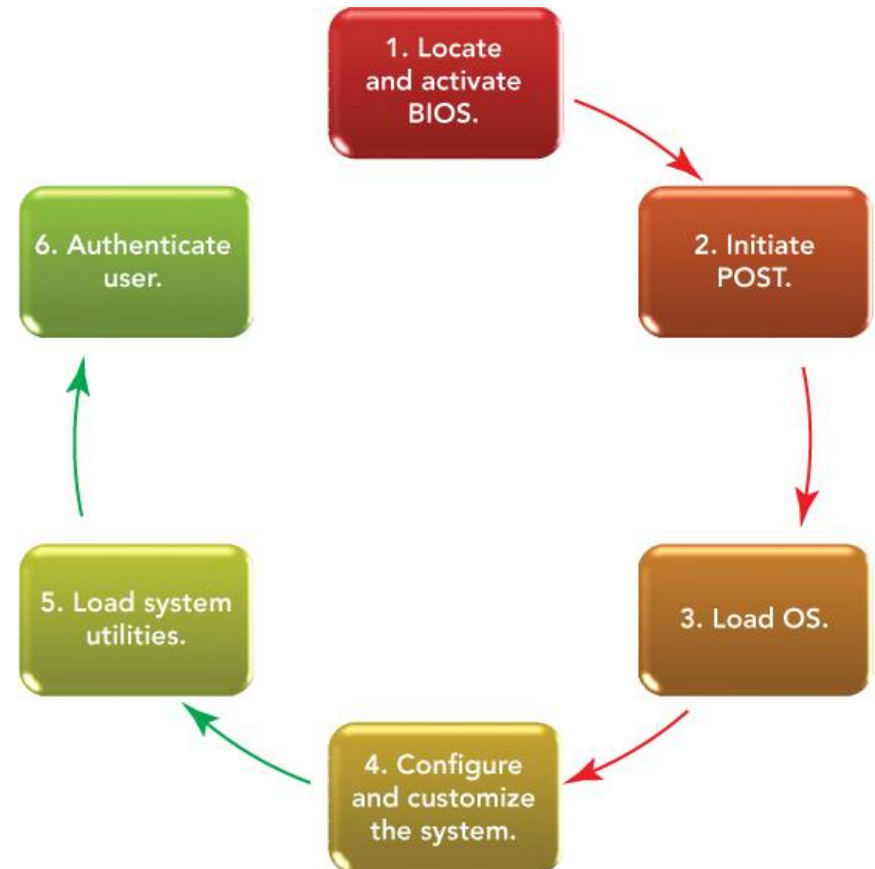 1. Locate
and activate
BIOS.
2. Initiate
POST.
3. Load OS.
4. Configure
and customize
the system.
5. Load system
utilities.
6. Authenticate
user.